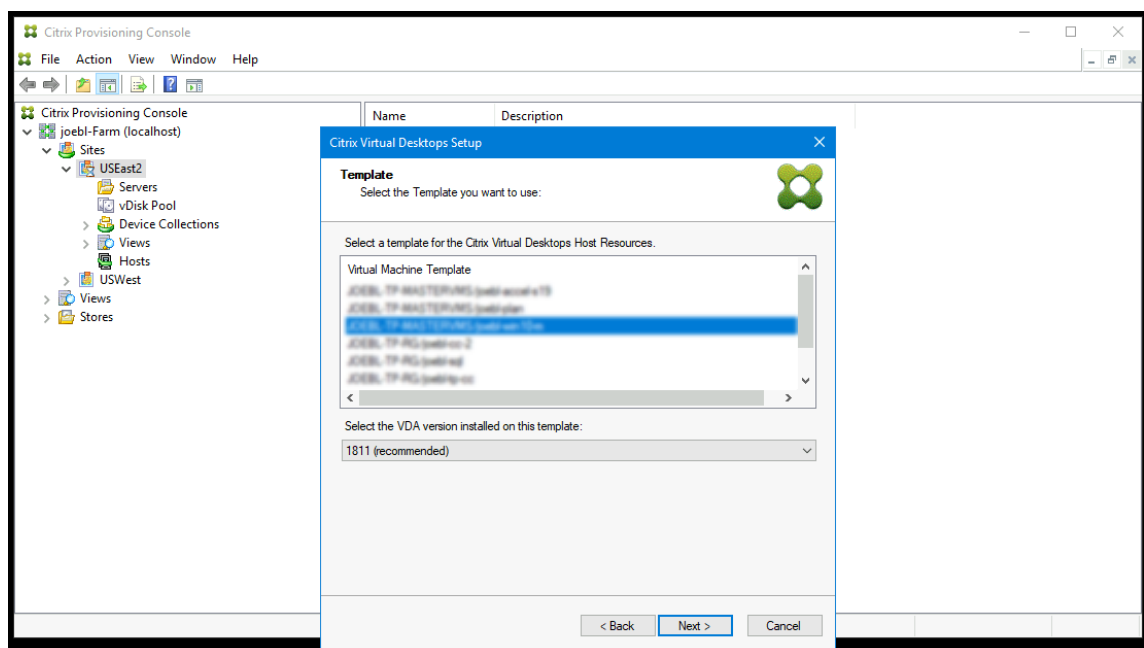 Citrix Provisioning Console
File Action View Window Help
Citrix Provisioning Console
joebl-Farm (localhost)
Sites
USEast2
Servers
vDisk Pool
Device Collections
Views
Hosts
USWest
Views
Stores
Name Description
Citrix Virtual Desktops Setup
Template
Select the Template you want to use:
Select a template for the Citrix Virtual Desktops Host Resources.
Virtual Machine Template
Select the VDA version installed on this template:
1811 (recommended)
< Back Next > Cancel